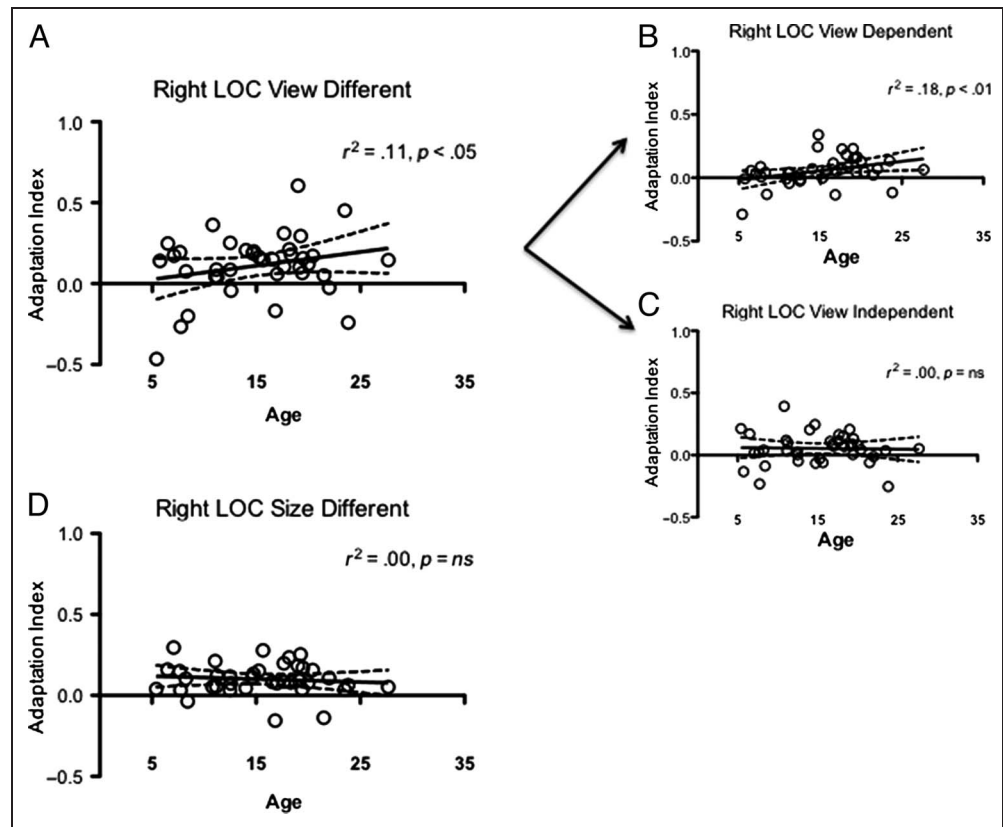 A
Right LOC View Different
r² = .11, p < .05
Adaptation Index
1.0
0.5
0.0
−0.5
5 15 25 35
Age
B
Right LOC View Dependent
r² = .18, p < .01
Adaptation Index
1.0
0.5
0.0
−0.5
5 15 25 35
Age
C
Right LOC View Independent
r² = .00, p = ns
Adaptation Index
1.0
0.5
0.0
−0.5
5 15 25 35
Age
D
Right LOC Size Different
r² = .00, p = ns
Adaptation Index
1.0
0.5
0.0
−0.5
5 15 25 35
Age